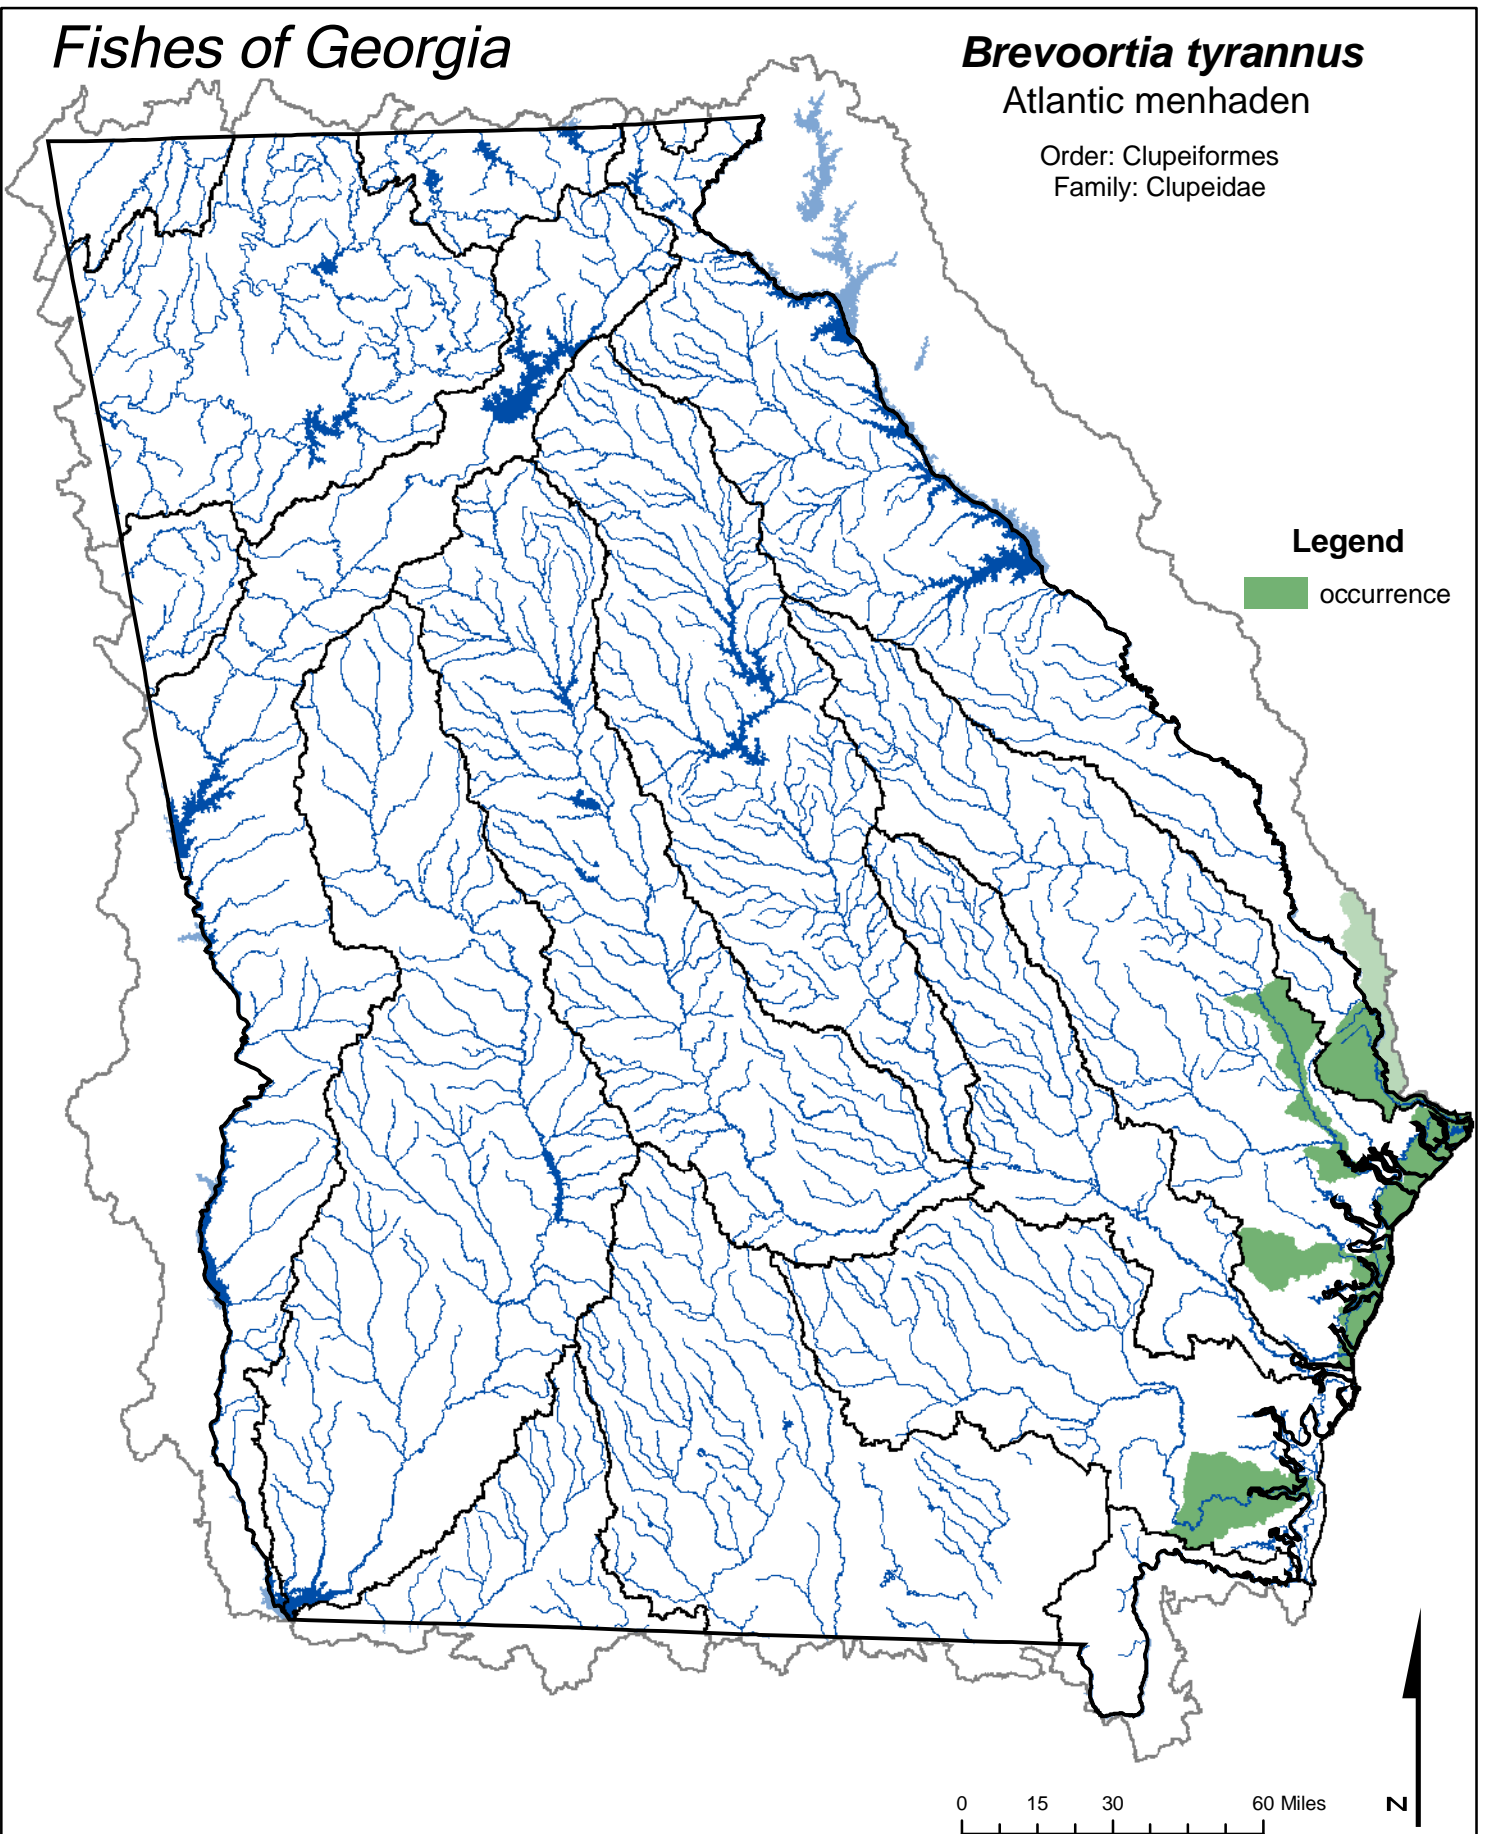 Fishes of Georgia
Brevoortia tyrannus
Atlantic menhaden
Order: Clupeiformes
Family: Clupeidae
Legend
occurrence
0 15 30 60 Miles
N